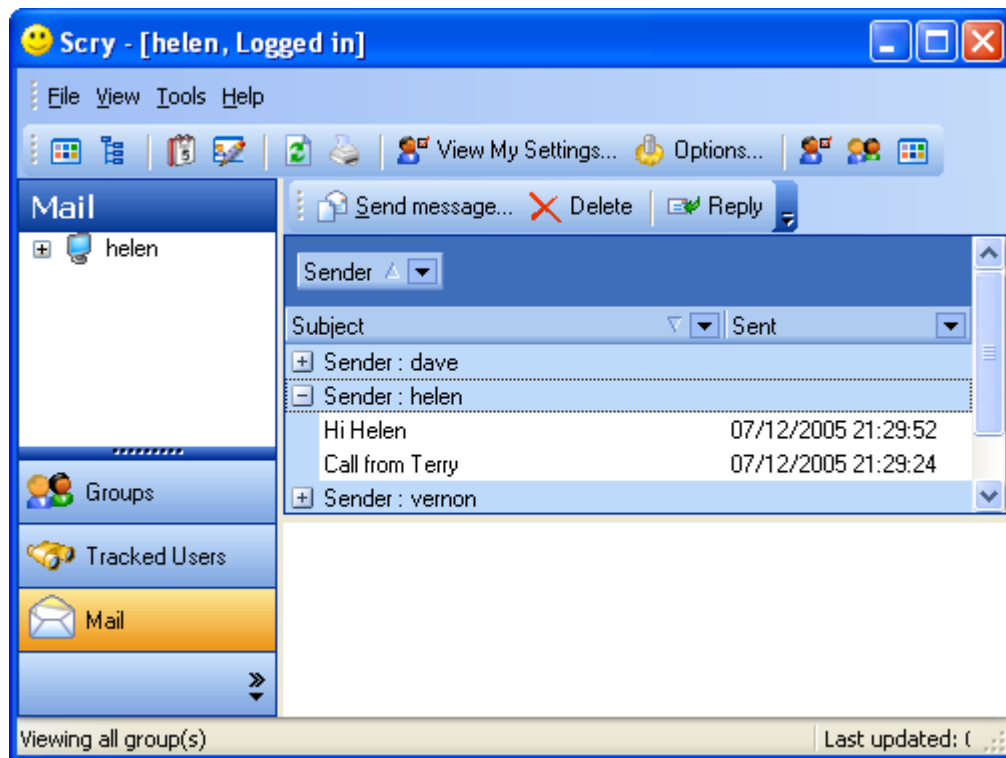 Scry - [helen, Logged in]
File View Tools Help
View My Settings... Options...
Mail
Send message... Delete Reply
helen
Sender
Subject Sent
Sender : dave
Sender : helen
Hi Helen 07/12/2005 21:29:52
Call from Terry 07/12/2005 21:29:24
Sender : vernon
Groups
Tracked Users
Mail
Viewing all group(s) Last updated: (